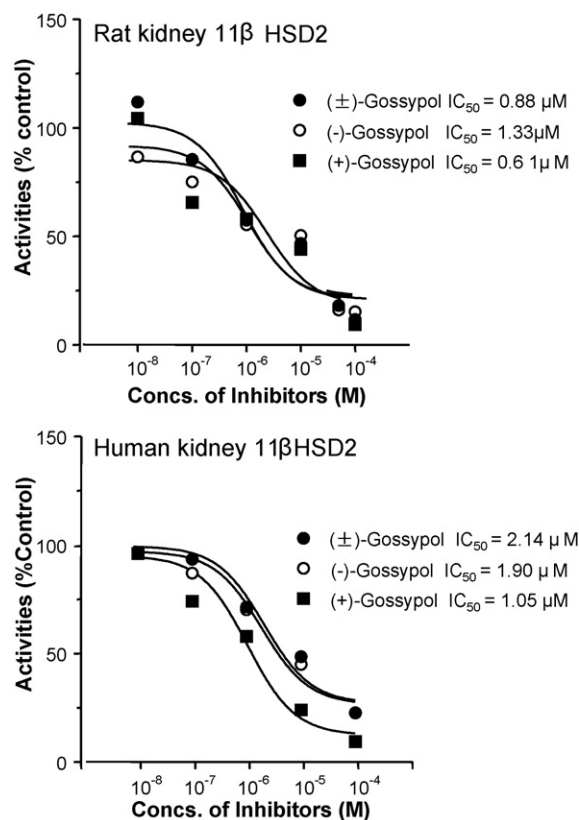 Rat kidney 11β HSD2
150
100
50
0
Activities (% control)
(±)-Gossypol IC50 = 0.88 µM
(-)-Gossypol IC50 = 1.33µM
(+)-Gossypol IC50 = 0.6 1µ M
10-8 10-7 10-6 10-5 10-4
Concs. of Inhibitors (M)
Human kidney 11βHSD2
150
100
50
0
Activities (%Control)
(±)-Gossypol IC50 = 2.14 µ M
(-)-Gossypol IC50 = 1.90 µ M
(+)-Gossypol IC50 = 1.05 µM
10-8 10-7 10-6 10-5 10-4
Concs. of Inhibitors (M)